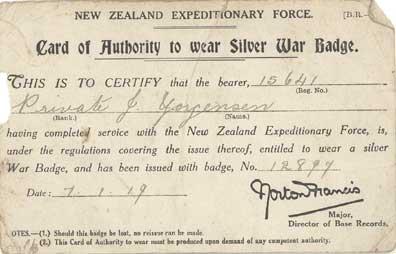 NEW ZEALAND EXPEDITIONARY FORCE. [B.R.—
Card of Authority to wear Silver War Badge.
THIS IS TO CERTIFY that the bearer, 15641
(Reg. No.)
Private J. Yorgensen
(Rank.) (Name.)
having completed service with the New Zealand Expeditionary Force, is,
under the regulations covering the issue thereof, entitled to wear a silver
War Badge, and has been issued with badge, No. 12897
Date: 7.1.19 Norton Francis
Major,
Director of Base Records.
OTES.—(1.) Should this badge be lost, no reissue can be made.
(2.) This Card of Authority to wear must be produced upon demand of any competent authority.